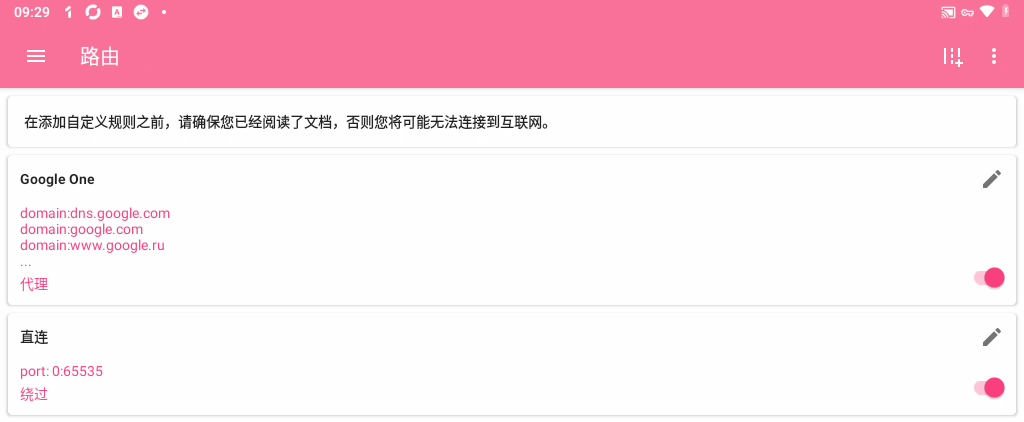 09:29
路由
在添加自定义规则之前，请确保您已经阅读了文档，否则您将可能无法连接到互联网。
Google One
domain:dns.google.com
domain:google.com
domain:www.google.ru
...
代理
直连
port: 0:65535
绕过